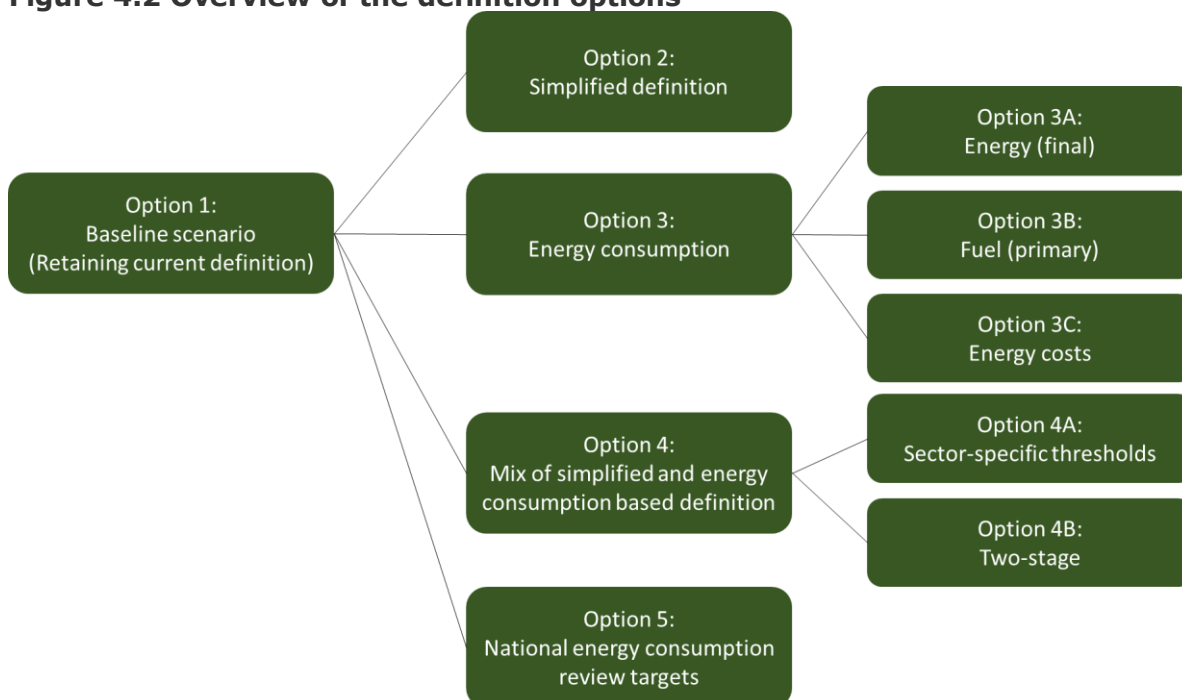 Figure 4.2 Overview of the definition options
Option 1:
Baseline scenario
(Retaining current definition)
Option 2:
Simplified definition
Option 3:
Energy consumption
Option 3A:
Energy (final)
Option 3B:
Fuel (primary)
Option 3C:
Energy costs
Option 4:
Mix of simplified and energy
consumption based definition
Option 4A:
Sector-specific thresholds
Option 4B:
Two-stage
Option 5:
National energy consumption
review targets